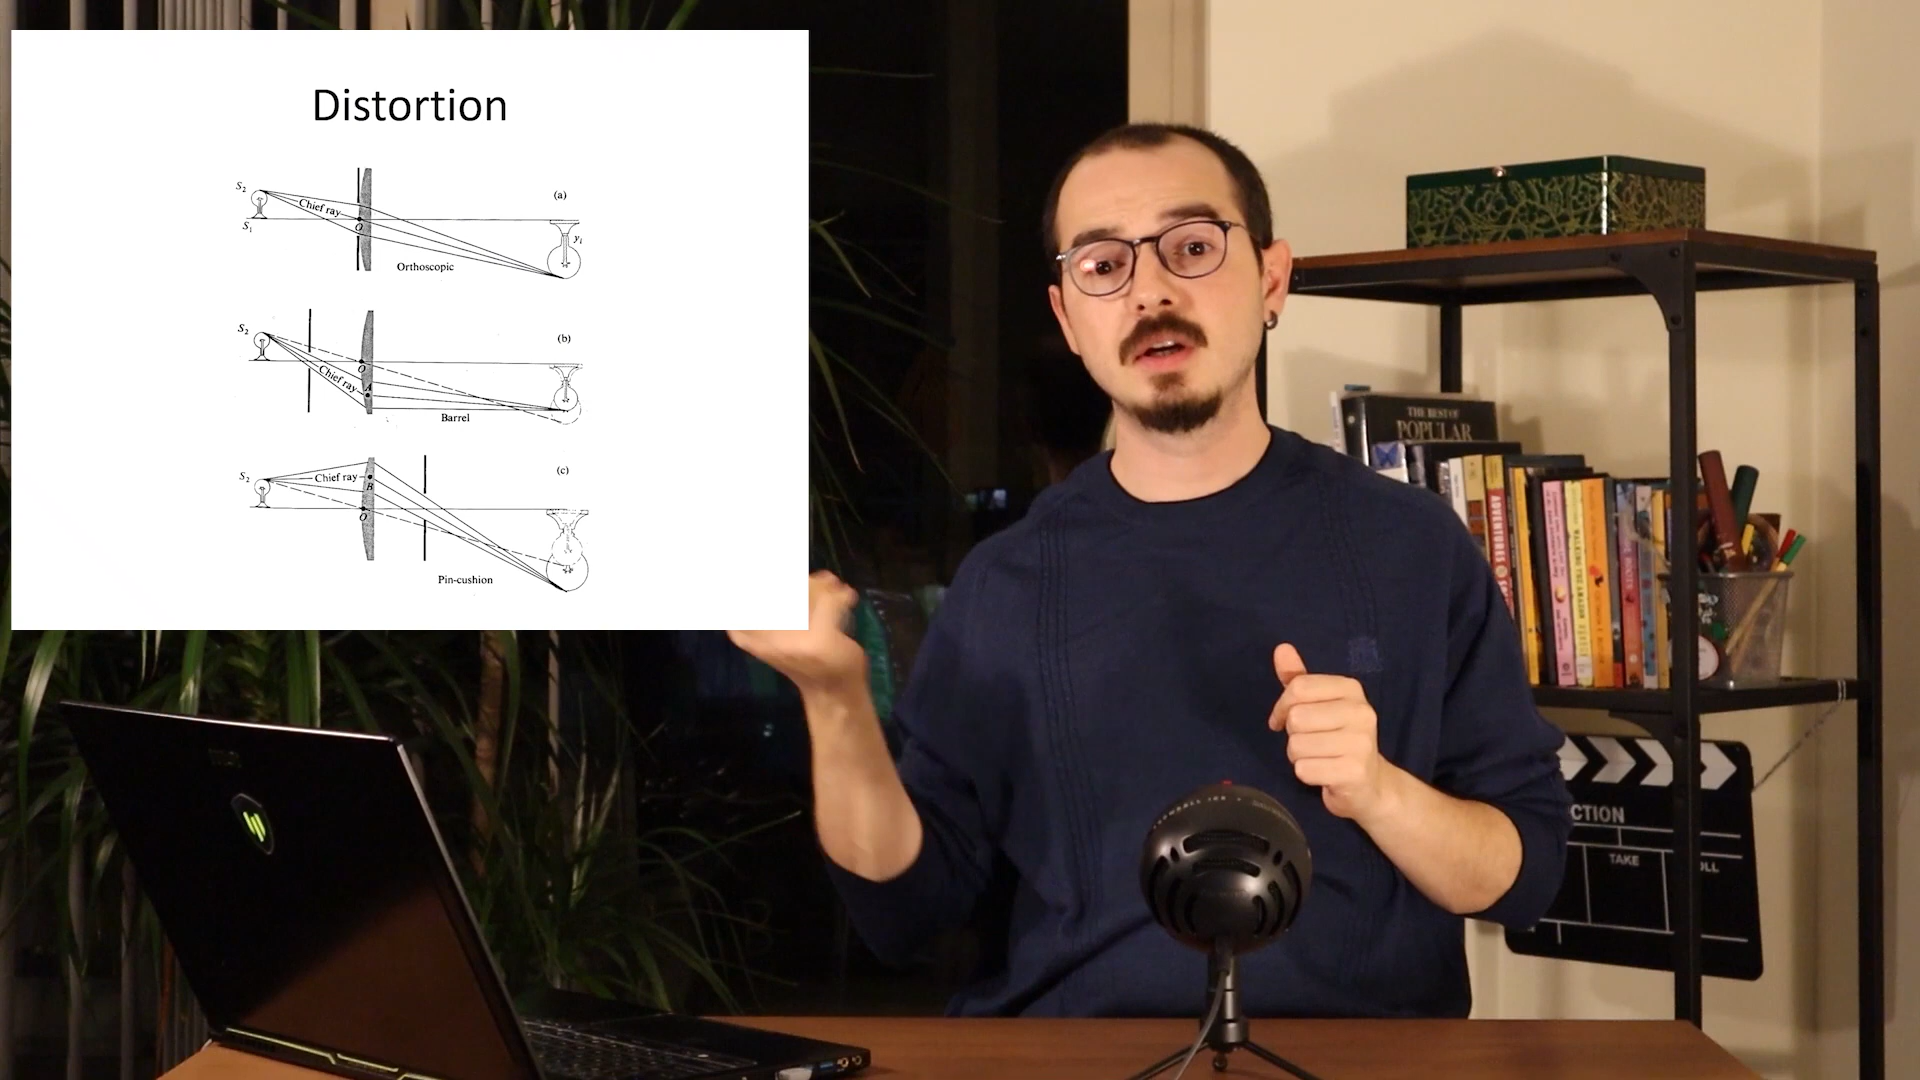 Distortion
S2
Chief ray
(a)
S1
O
yi
Orthoscopic
S2
(b)
O
Chief ray
A
Barrel
S2
Chief ray
(c)
B
O
Pin-cushion
THE BEST OF
POPULAR
ADVENTURES
CTION
TAKE
OLL